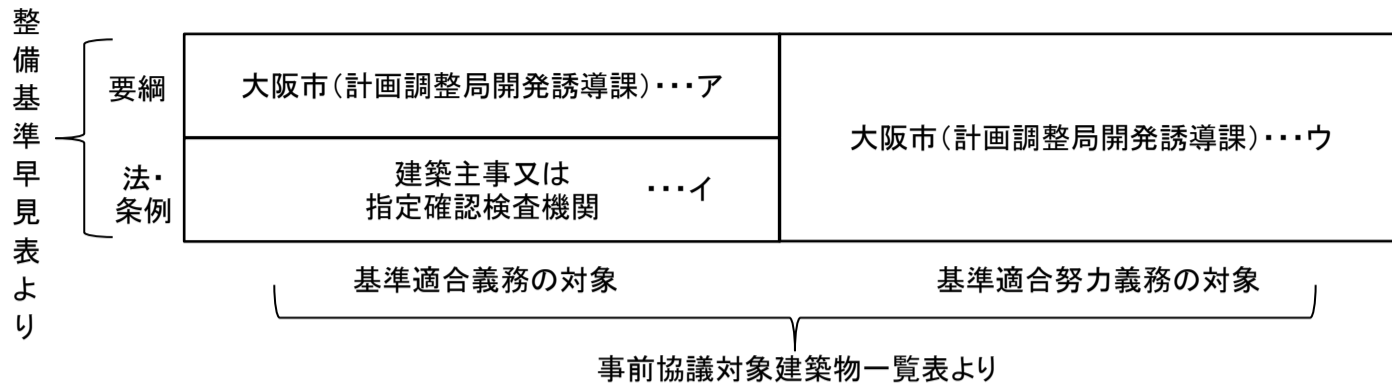 整備基準早見表より
要綱
大阪市（計画調整局開発誘導課）・・・ア
大阪市（計画調整局開発誘導課）・・・ウ
法・
条例
建築主事又は
指定確認検査機関
・・・イ
基準適合義務の対象
基準適合努力義務の対象
事前協議対象建築物一覧表より